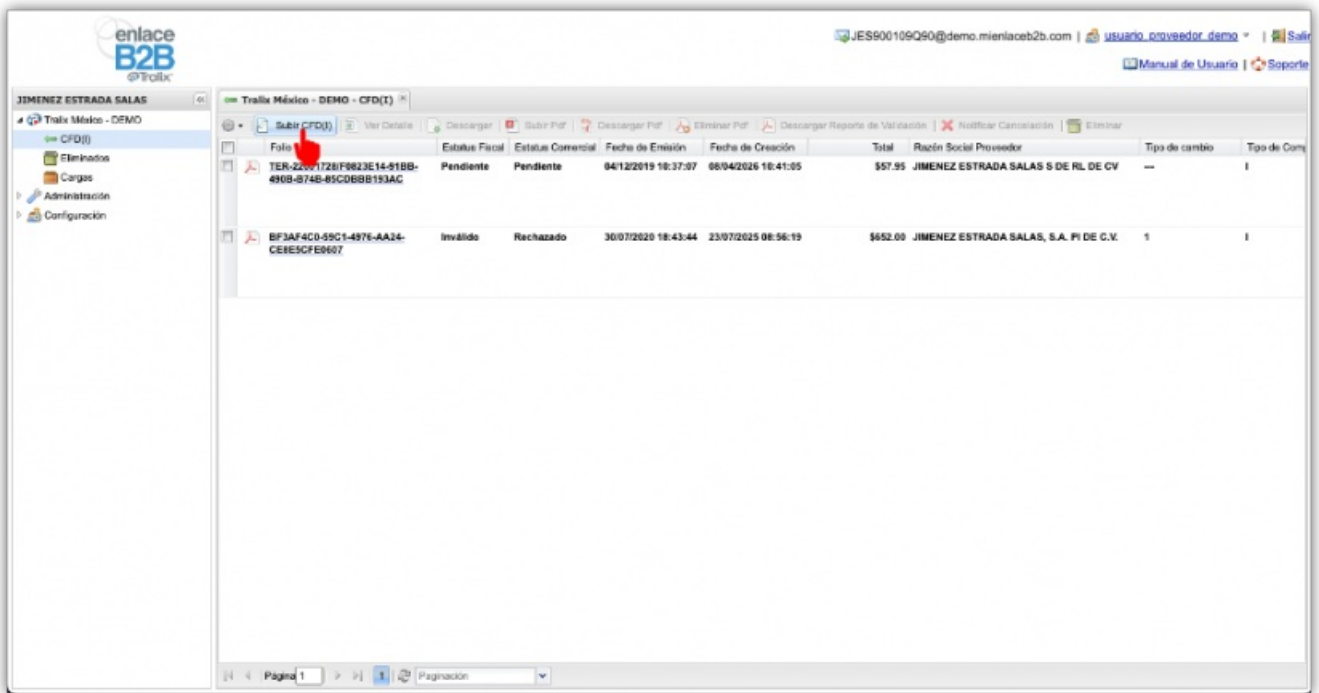 enlace
B2B
@Tralix
JES900109Q90@demo.mienlaceb2b.com | usuario_proveedor_demo | Salir
Manual de Usuario | Soporte
JIMENEZ ESTRADA SALAS
Tralix México - DEMO
CFD(I)
Eliminados
Cargas
Administración
Configuración
Tralix México - DEMO - CFD(I)
Subir CFD(I) | Ver Detalle | Descargar | Subir Pdf | Descargar Pdf | Eliminar Pdf | Descargar Reporte de Validación | Notificar Cancelación | Eliminar
Folio Estatus Fiscal Estatus Comercial Fecha de Emisión Fecha de Creación Total Razón Social Proveedor Tipo de cambio Tipo de Comp
Pendiente Pendiente 04/12/2019 10:37:07 08/04/2026 10:41:05 $57.95 JIMENEZ ESTRADA SALAS S DE RL DE CV --- I
490B-B74B-85CDBBB193AC
BF3AF4C0-59C1-4976-AA24- Inválido Rechazado 30/07/2020 18:43:44 23/07/2025 08:56:19 $652.00 JIMENEZ ESTRADA SALAS, S.A. PI DE C.V. 1 I
CE8E5CFE0607
Página 1 1 Paginacion